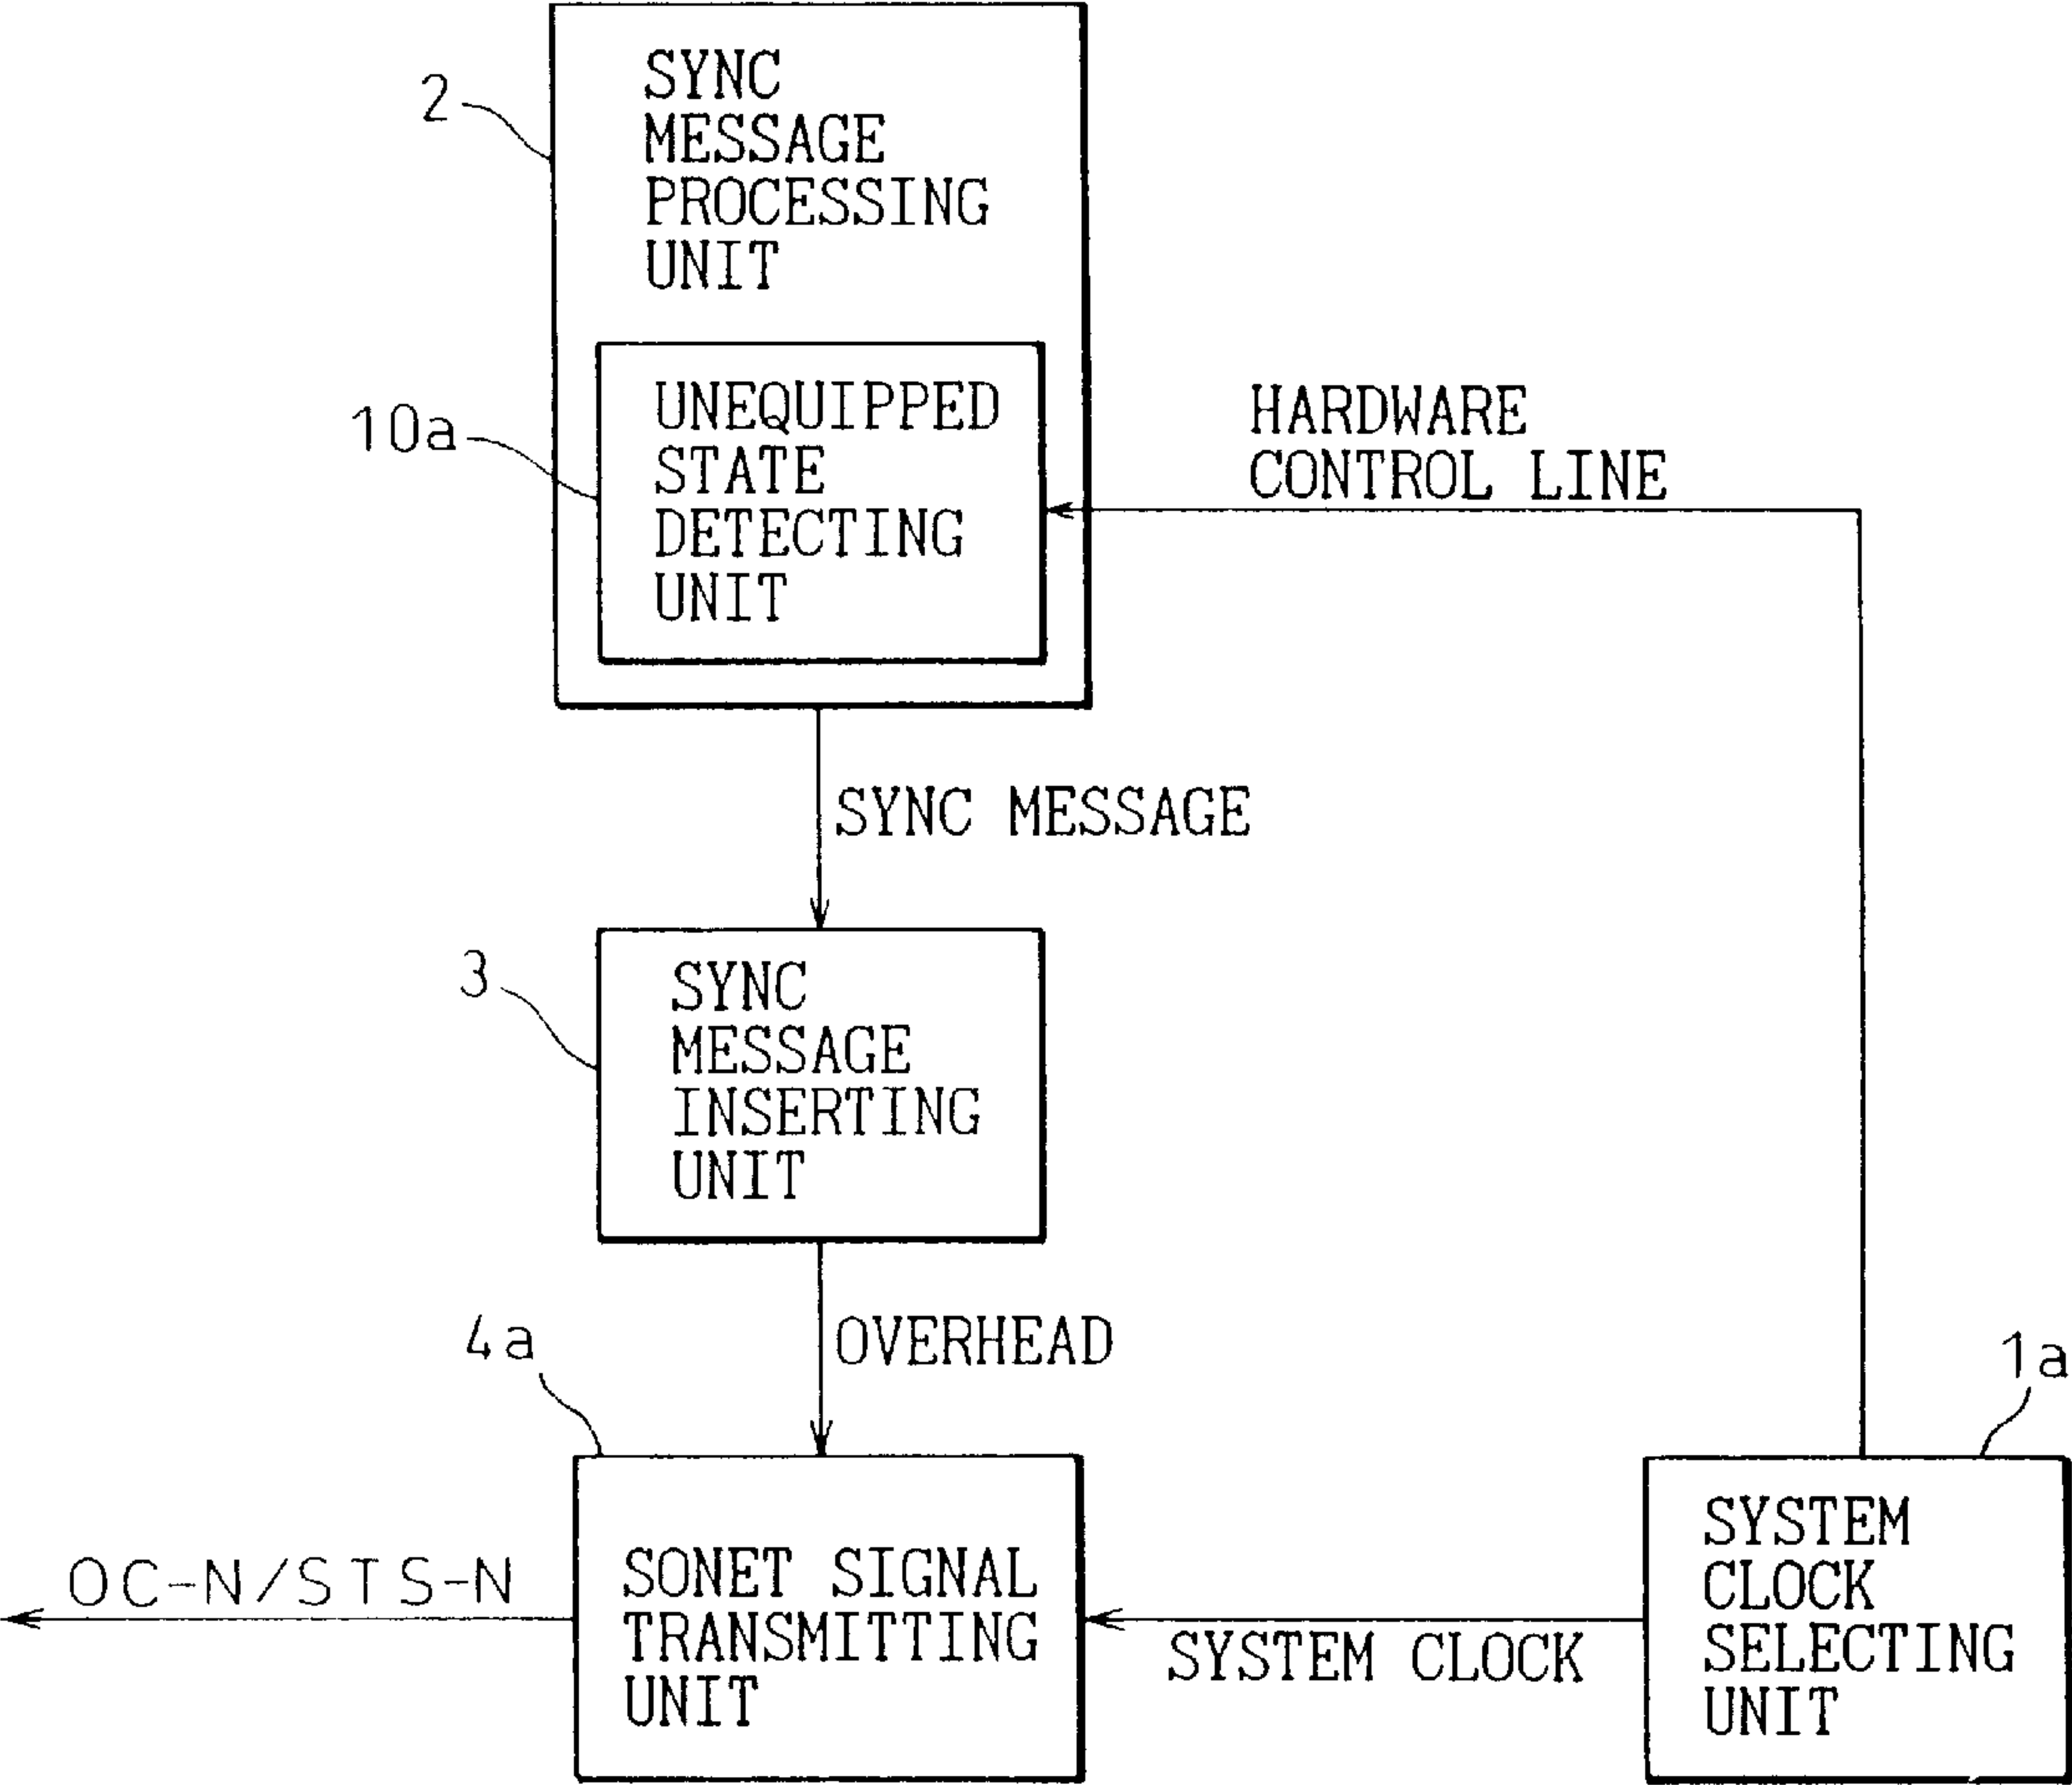 2
SYNC
MESSAGE
PROCESSING
UNIT
10a
UNEQUIPPED
STATE
DETECTING
UNIT
HARDWARE
CONTROL LINE
SYNC MESSAGE
3
SYNC
MESSAGE
INSERTING
UNIT
OVERHEAD
4a
1a
OC-N/STS-N
SONET SIGNAL
TRANSMITTING
UNIT
SYSTEM CLOCK
SYSTEM
CLOCK
SELECTING
UNIT